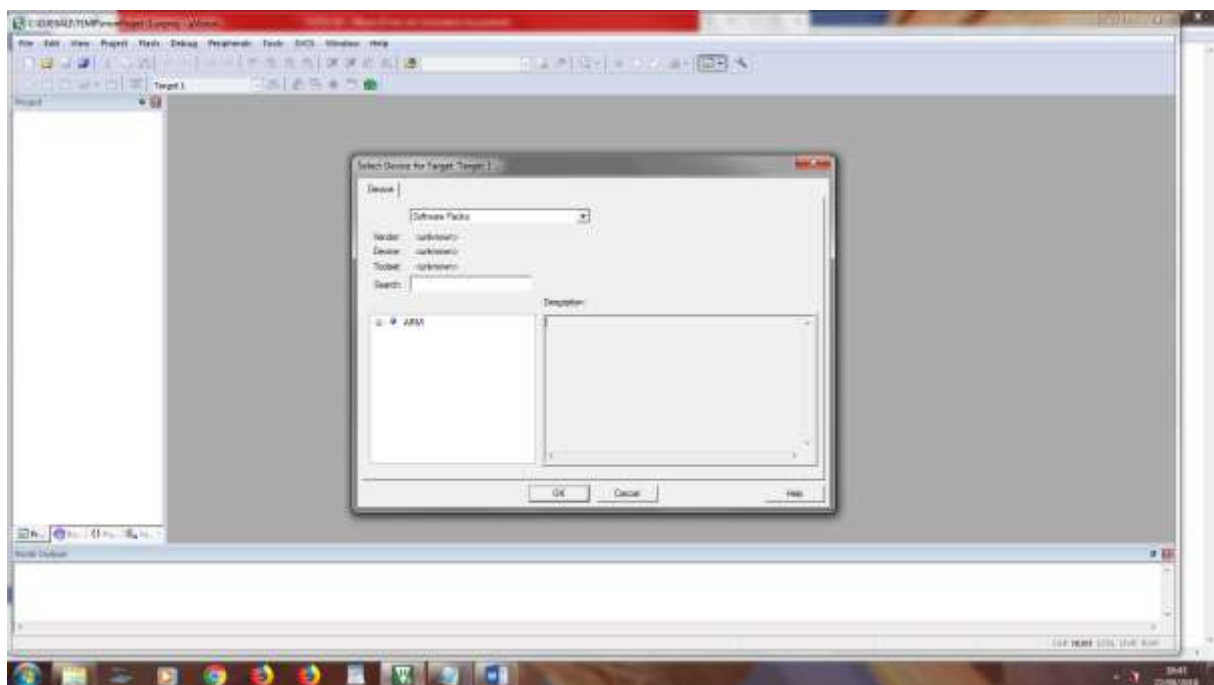 File Edit View Project Flash Debug Peripherals Tools SVCS Window Help
Target 1
Project
Select Device for Target 'Target 1'...
Device
Software Packs
Vendor: <unknown>
Device: <unknown>
Toolset: <unknown>
Search:
Description:
ARM
OK Cancel Help
Build Output
NUM